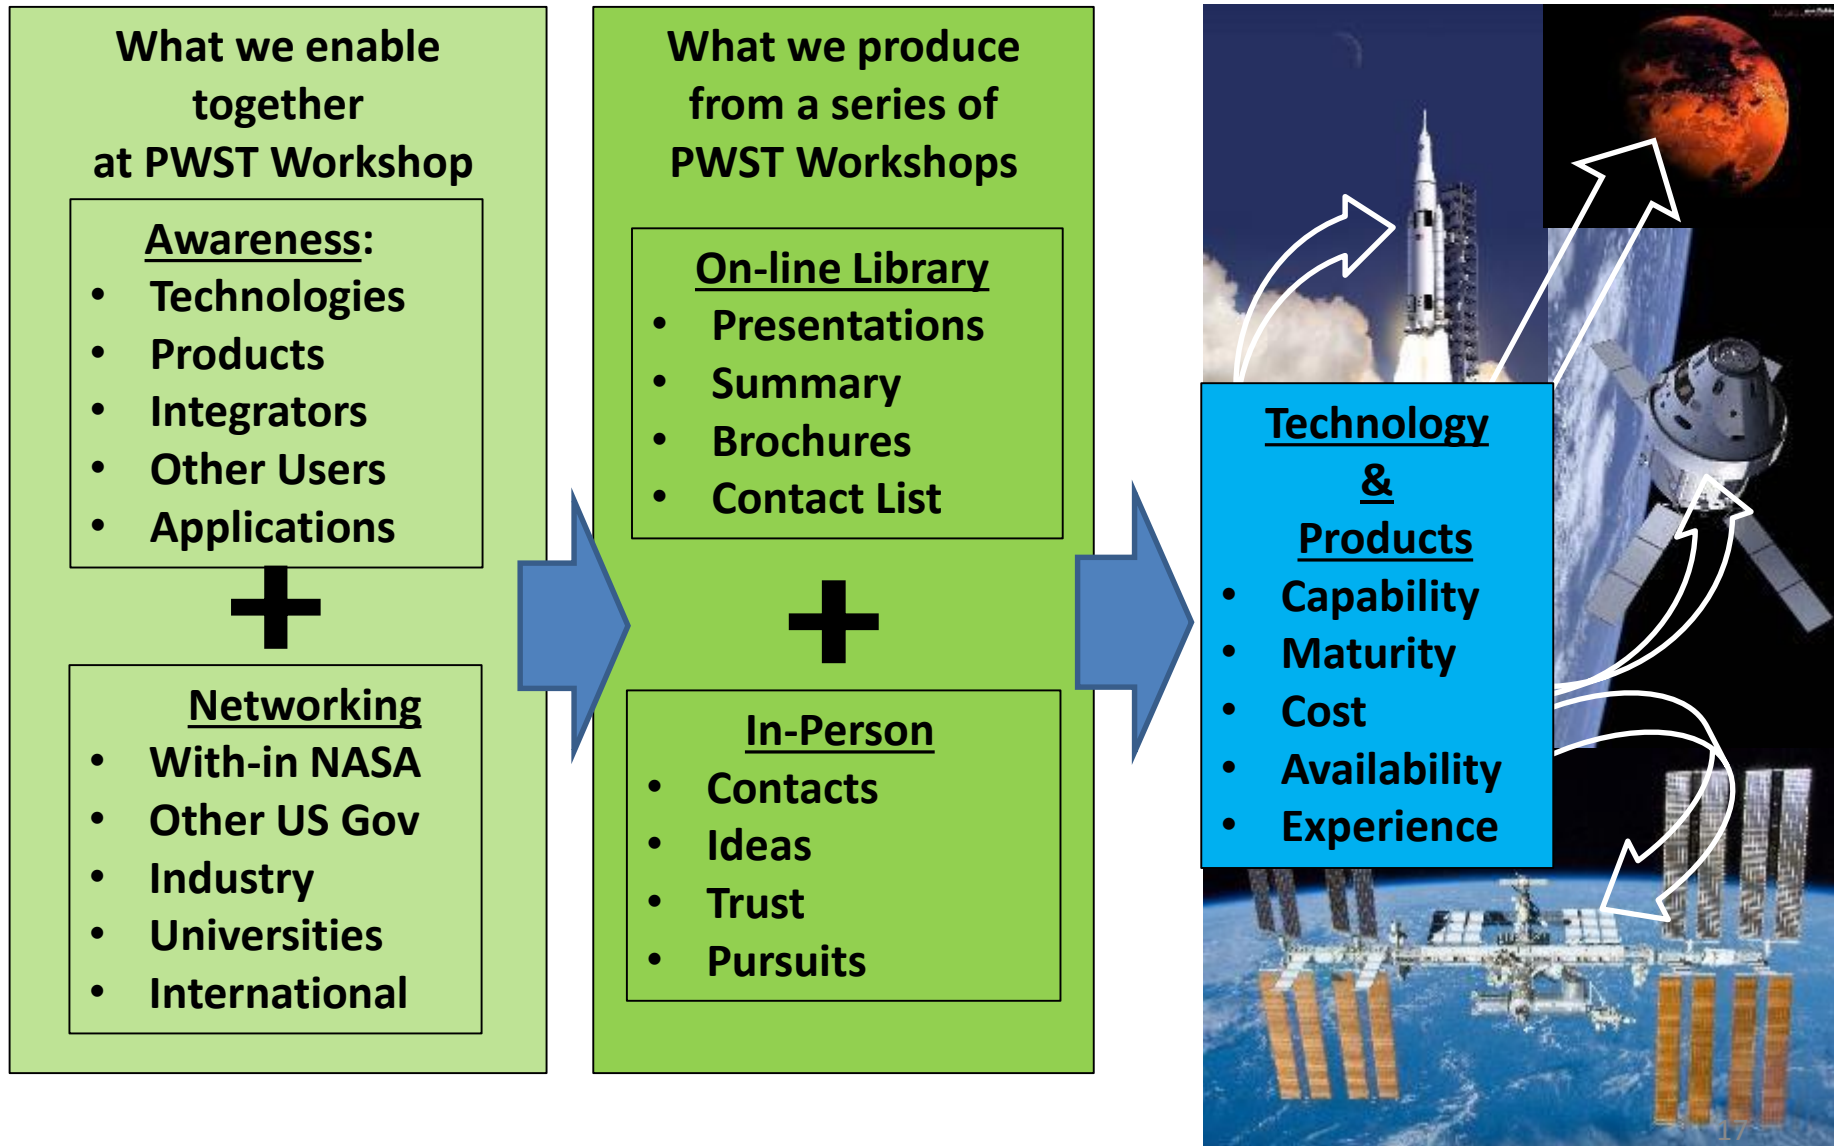 What we enable
together
at PWST Workshop
Awareness:
• Technologies
• Products
• Integrators
• Other Users
• Applications
+
Networking
• With-in NASA
• Other US Gov
• Industry
• Universities
• International
What we produce
from a series of
PWST Workshops
On-line Library
• Presentations
• Summary
• Brochures
• Contact List
+
In-Person
• Contacts
• Ideas
• Trust
• Pursuits
Technology
&
Products
• Capability
• Maturity
• Cost
• Availability
• Experience
17